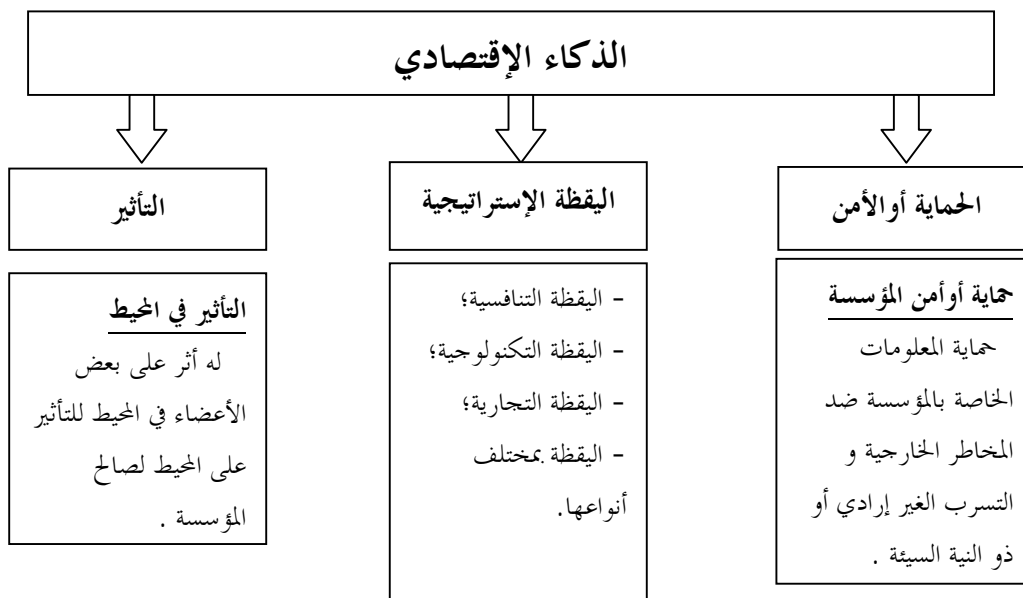 الذكاء الإقتصادي
الحماية أوالأمن
اليقظة الإستراتيجية
التأثير
حماية أوأمن المؤسسة
حماية المعلومات
الخاصة بالمؤسسة ضد
المخاطر الخارجية و
التسرب الغير إرادي أو
ذو النية السيئة .
- اليقظة التنافسية؛
- اليقظة التكنولوجية؛
- اليقظة التجارية؛
- اليقظة بمختلف
أنواعها.
التأثير في المحيط
له أثر على بعض
الأعضاء في المحيط للتأثير
على المحيط لصالح
المؤسسة .